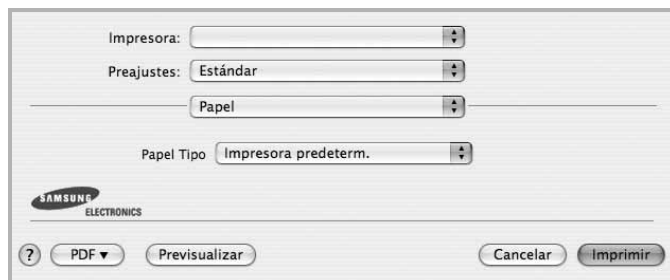 Impresora:
Preajustes: Estándar
Papel
Papel Tipo Impresora predeterm.
SAMSUNG
ELECTRONICS
? PDF▼ Previsualizar Cancelar Imprimir